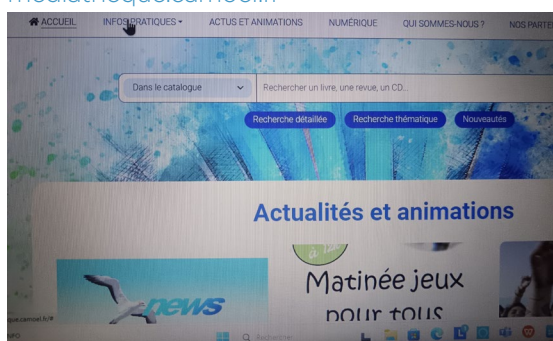 ACCUEIL INFOS PRATIQUES ACTUS ET ANIMATIONS NUMÉRIQUE QUI SOMMES-NOUS ? NOS
Dans le catalogue Rechercher un livre, une revue, un CD...
Recherche détaillée Recherche thématique Nouveautés
Actualités et animations
Matinée jeux
pour tous
news
Rechercher